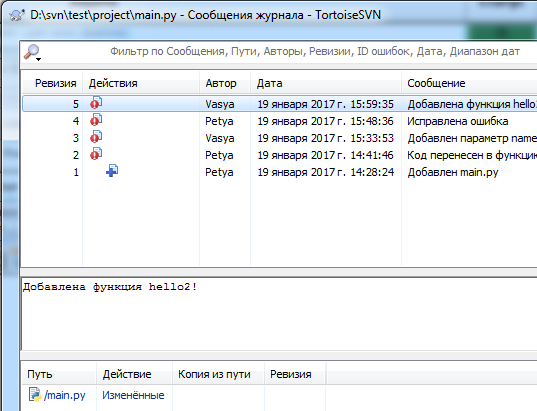 D:\svn\test\project\main.py - Сообщения журнала - TortoiseSVN
Фильтр по Сообщения, Пути, Авторы, Ревизии, ID ошибок, Дата, Диапазон дат
Ревизия Действия Автор Дата Сообщение
5 Vasya 19 января 2017 г. 15:59:35 Добавлена функция hello2
4 Petya 19 января 2017 г. 15:48:36 Исправлена ошибка
3 Vasya 19 января 2017 г. 15:33:53 Добавлен параметр name
2 Petya 19 января 2017 г. 14:41:46 Код перенесен в функци
1 Petya 19 января 2017 г. 14:28:24 Добавлен main.py
Добавлена функция hello2!
Путь Действие Копия из пути Ревизия
/main.py Изменённые